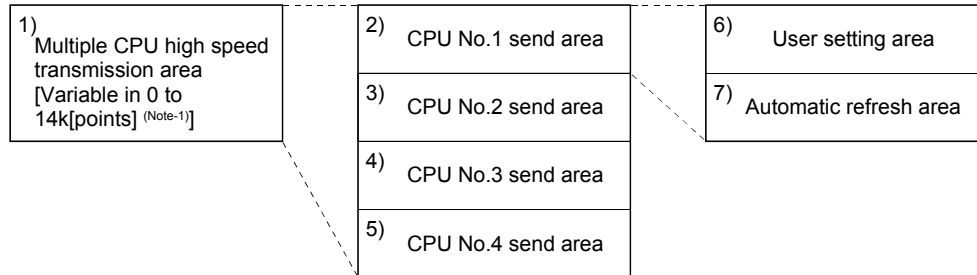 1)
Multiple CPU high speed
transmission area
[Variable in 0 to
14k[points] (Note-1)]
2) CPU No.1 send area
3) CPU No.2 send area
4) CPU No.3 send area
5) CPU No.4 send area
6) User setting area
7) Automatic refresh area